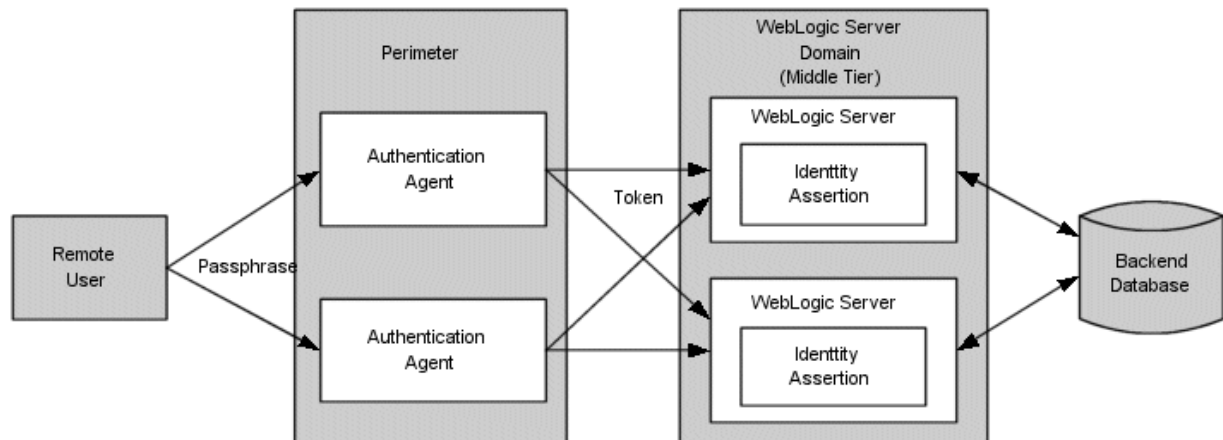 Remote
User
Passphrase
Perimeter
Authentication
Agent
Authentication
Agent
Token
WebLogic Server
Domain
(Middle Tier)
WebLogic Server
Identtity
Assertion
WebLogic Server
Identtity
Assertion
Backend
Database